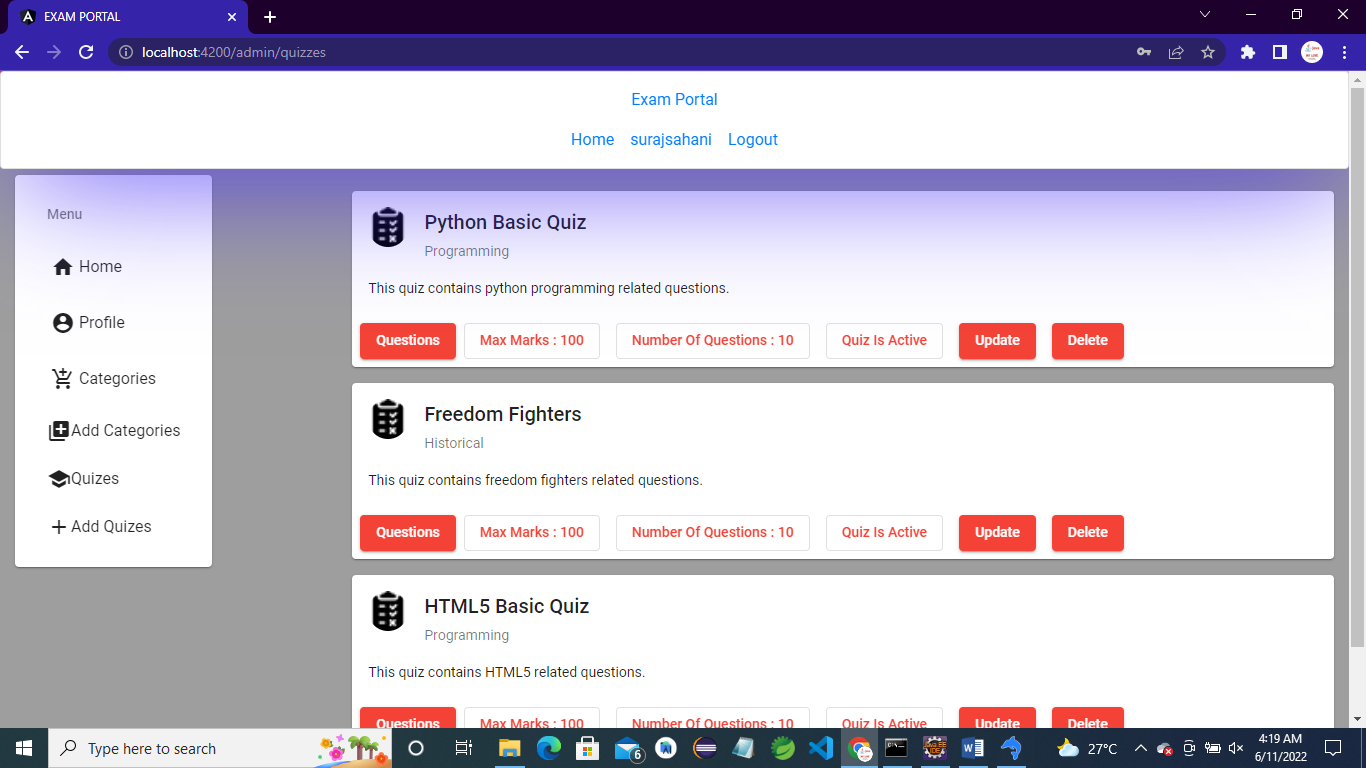 EXAM PORTAL
localhost:4200/admin/quizzes
Exam Portal
Home surajsahani Logout
Menu
Home
Profile
Categories
Add Categories
Quizes
Add Quizes
Python Basic Quiz
Programming
This quiz contains python programming related questions.
Questions Max Marks : 100 Number Of Questions : 10 Quiz Is Active Update Delete
Freedom Fighters
Historical
This quiz contains freedom fighters related questions.
Questions Max Marks : 100 Number Of Questions : 10 Quiz Is Active Update Delete
HTML5 Basic Quiz
Programming
This quiz contains HTML5 related questions.
Questions Max Marks : 100 Number Of Questions : 10 Quiz Is Active Update Delete
Type here to search
6
27°C
4:19 AM
6/11/2022